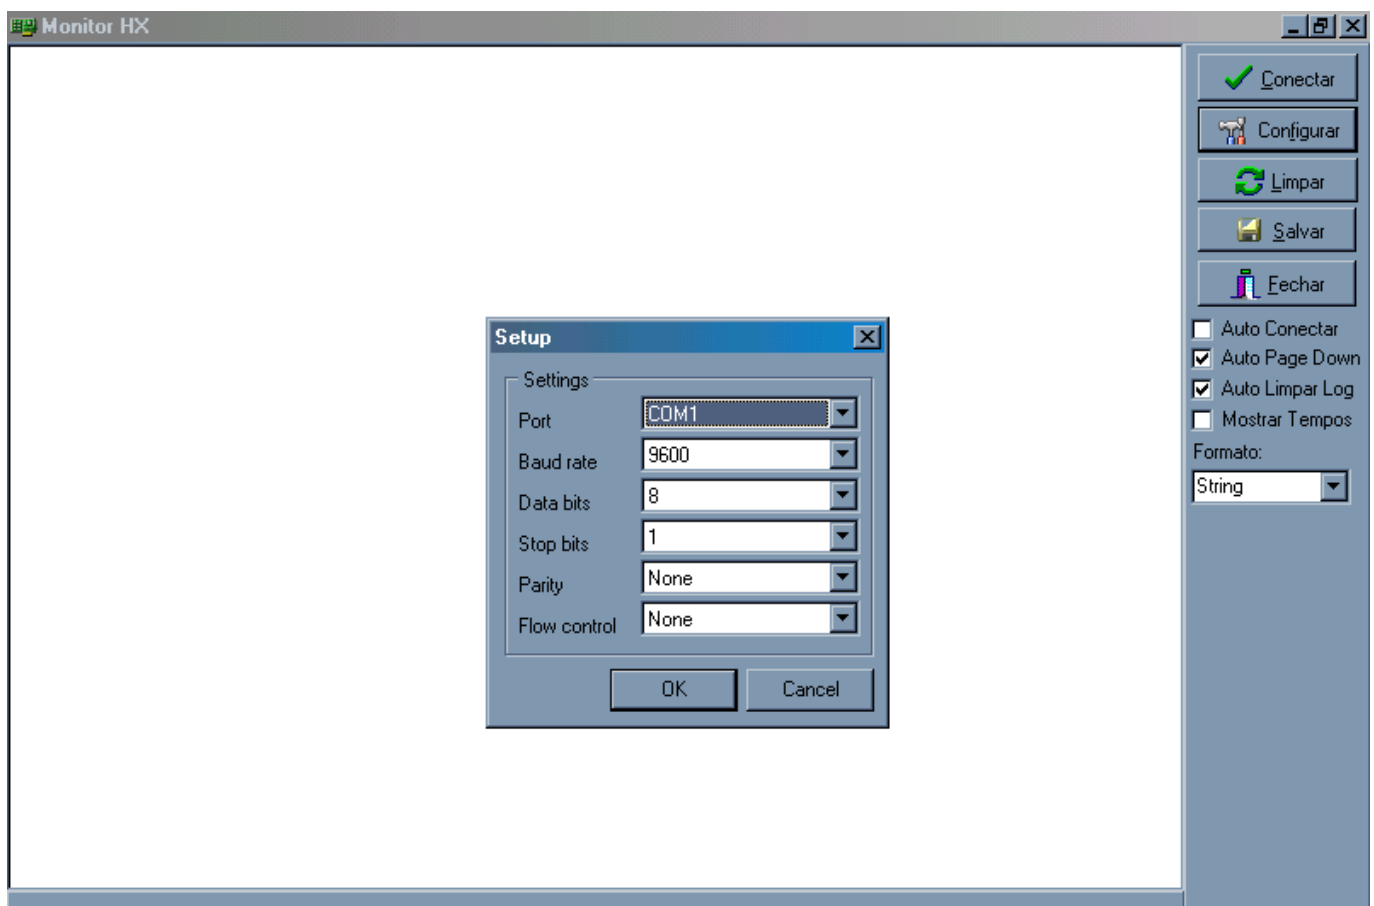 Monitor HX
Conectar
Configurar
Limpar
Salvar
Fechar
Auto Conectar
Auto Page Down
Auto Limpar Log
Mostrar Tempos
Formato:
String
Setup
Settings
Port COM1
Baud rate 9600
Data bits 8
Stop bits 1
Parity None
Flow control None
OK Cancel